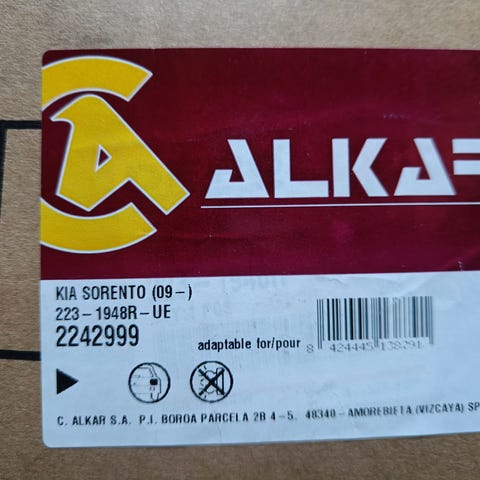 ALKAR
KIA SORENTO (09-)
223-1948R-UE
2242999
adaptable for/pour
8 424445 138291
C. ALKAR S.A. P.I. BOROA PARCELA 2B 4-5. 48340-AMOREBIETA (VIZCAYA) SP